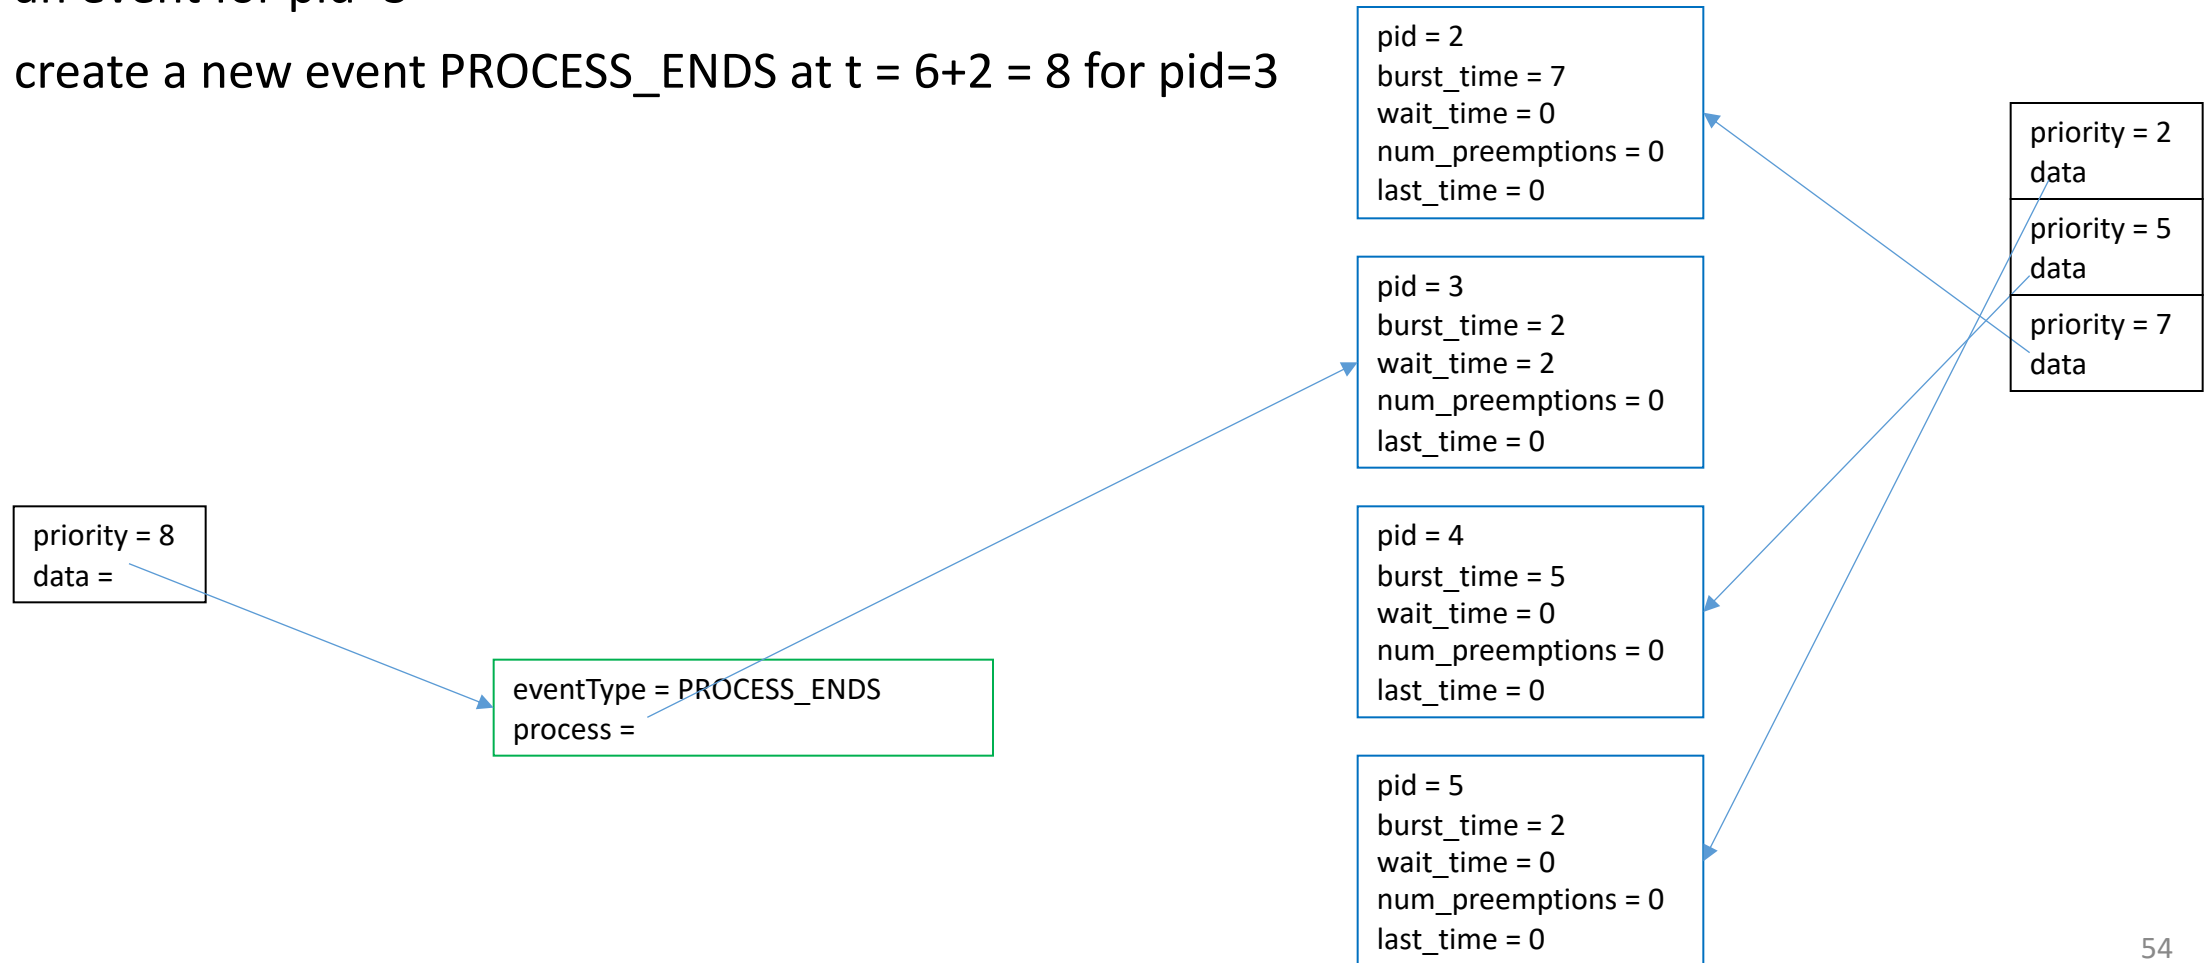 create a new event PROCESS_ENDS at t = 6+2 = 8 for pid=3
pid = 2
burst_time = 7
wait_time = 0
num_preemptions = 0
last_time = 0
priority = 2
data
priority = 5
data
priority = 7
data
pid = 3
burst_time = 2
wait_time = 2
num_preemptions = 0
last_time = 0
priority = 8
data =
eventType = PROCESS_ENDS
process =
pid = 4
burst_time = 5
wait_time = 0
num_preemptions = 0
last_time = 0
pid = 5
burst_time = 2
wait_time = 0
num_preemptions = 0
last_time = 0
54